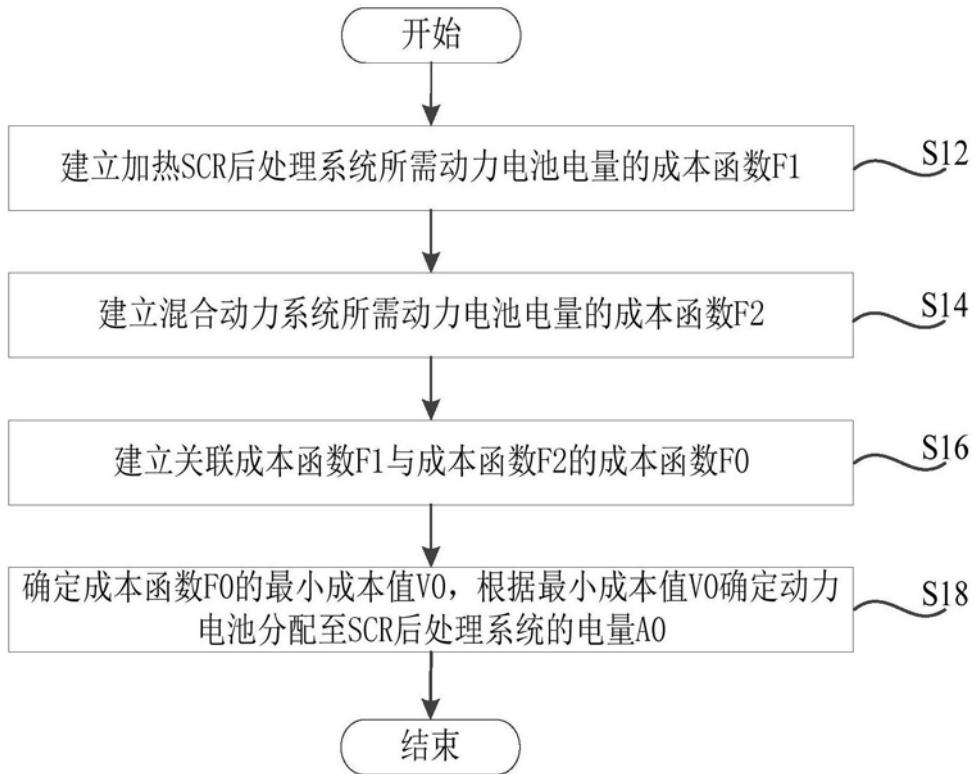 开始
建立加热SCR后处理系统所需动力电池电量的成本函数F1
S12
建立混合动力系统所需动力电池电量的成本函数F2
S14
建立关联成本函数F1与成本函数F2的成本函数F0
S16
确定成本函数F0的最小成本值V0，根据最小成本值V0确定动力
电池分配至SCR后处理系统的电量A0
S18
结束